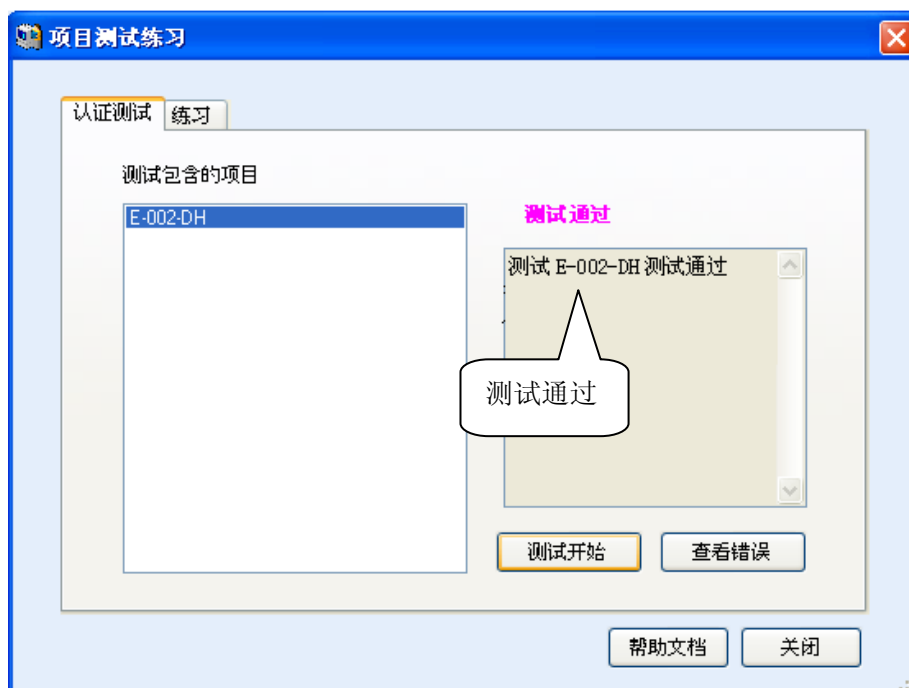 项目测试练习
认证测试
练习
测试包含的项目
E-002-DH
测试通过
测试 E-002-DH 测试通过
测试通过
测试开始
查看错误
帮助文档
关闭